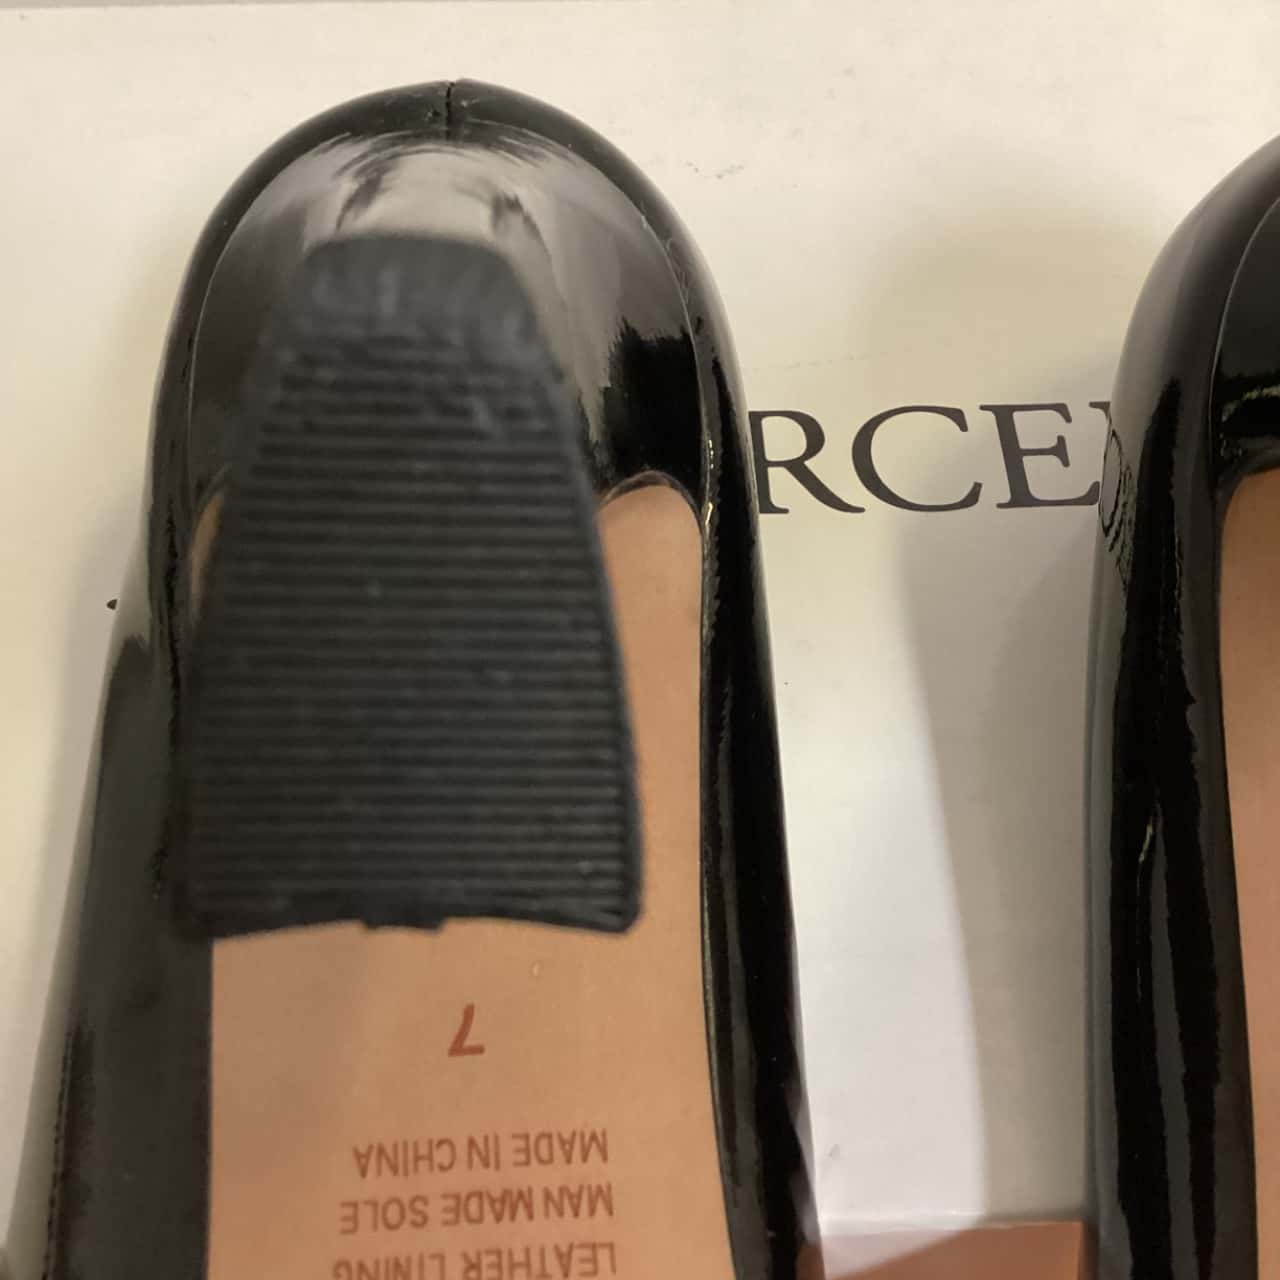 RCE
LEATHER LINING
MAN MADE SOLE
MADE IN CHINA
7